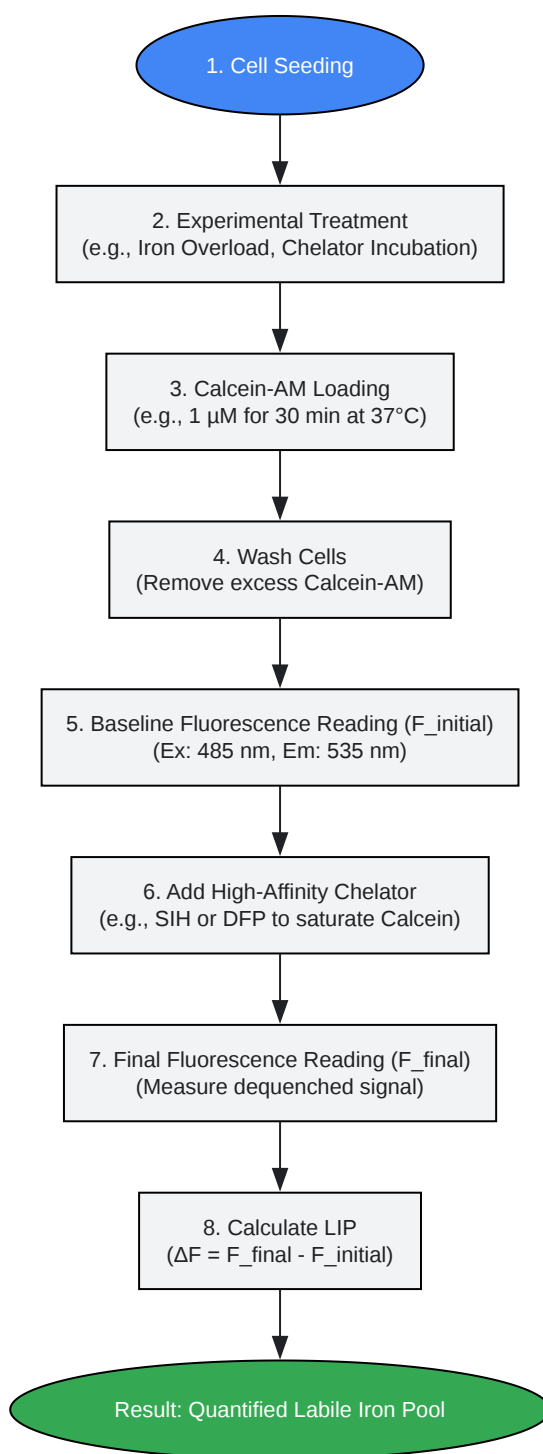 1. Cell Seeding
2. Experimental Treatment
(e.g., Iron Overload, Chelator Incubation)
3. Calcein-AM Loading
(e.g., 1 µM for 30 min at 37°C)
4. Wash Cells
(Remove excess Calcein-AM)
5. Baseline Fluorescence Reading (F_initial)
(Ex: 485 nm, Em: 535 nm)
6. Add High-Affinity Chelator
(e.g., SIH or DFP to saturate Calcein)
7. Final Fluorescence Reading (F_final)
(Measure dequenched signal)
8. Calculate LIP
(ΔF = F_final - F_initial)
Result: Quantified Labile Iron Pool